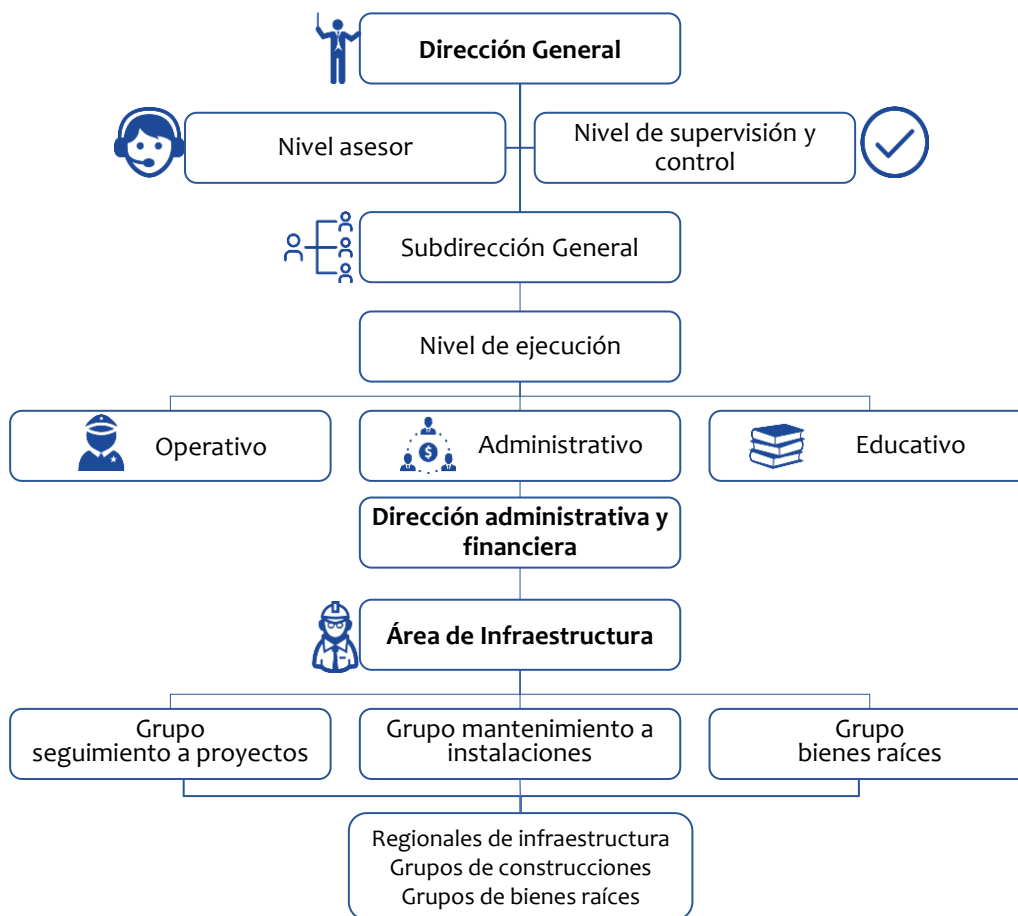 Dirección General
Nivel asesor
Nivel de supervisión y
control
Subdirección General
Nivel de ejecución
Operativo
Administrativo
$
Educativo
Dirección administrativa y
financiera
Área de Infraestructura
Grupo
seguimiento a proyectos
Grupo mantenimiento a
instalaciones
Grupo
bienes raíces
Regionales de infraestructura
Grupos de construcciones
Grupos de bienes raíces